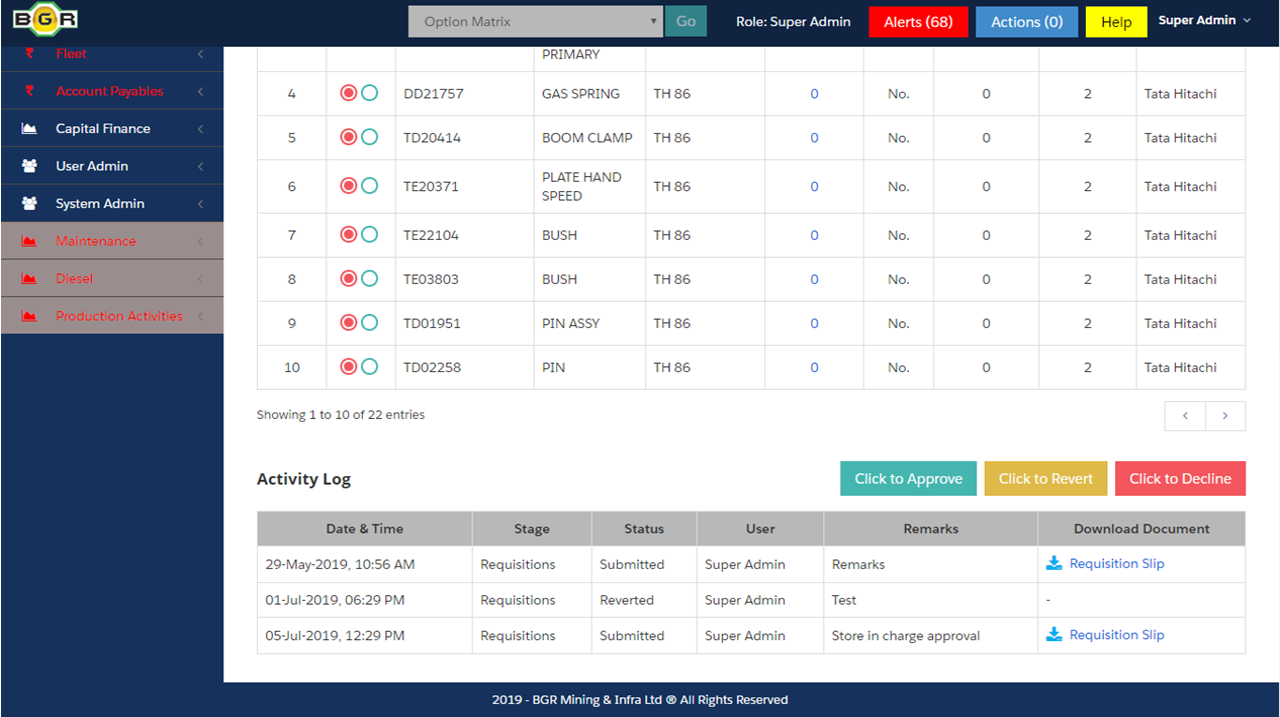 BGR
Option Matrix
Go
Role: Super Admin
Alerts (68)
Actions (0)
Help
Super Admin
Fleet
Account Payables
Capital Finance
User Admin
System Admin
Maintenance
Diesel
Production Activities
PRIMARY
4 DD21757 GAS SPRING TH 86 0 No. 0 2 Tata Hitachi
5 TD20414 BOOM CLAMP TH 86 0 No. 0 2 Tata Hitachi
6 TE20371 PLATE HAND SPEED TH 86 0 No. 0 2 Tata Hitachi
7 TE22104 BUSH TH 86 0 No. 0 2 Tata Hitachi
8 TE03803 BUSH TH 86 0 No. 0 2 Tata Hitachi
9 TD01951 PIN ASSY TH 86 0 No. 0 2 Tata Hitachi
10 TD02258 PIN TH 86 0 No. 0 2 Tata Hitachi
Showing 1 to 10 of 22 entries
Activity Log
Click to Approve
Click to Revert
Click to Decline
Date & Time Stage Status User Remarks Download Document
29-May-2019, 10:56 AM Requisitions Submitted Super Admin Remarks Requisition Slip
01-Jul-2019, 06:29 PM Requisitions Reverted Super Admin Test -
05-Jul-2019, 12:29 PM Requisitions Submitted Super Admin Store in charge approval Requisition Slip
2019 - BGR Mining & Infra Ltd ® All Rights Reserved